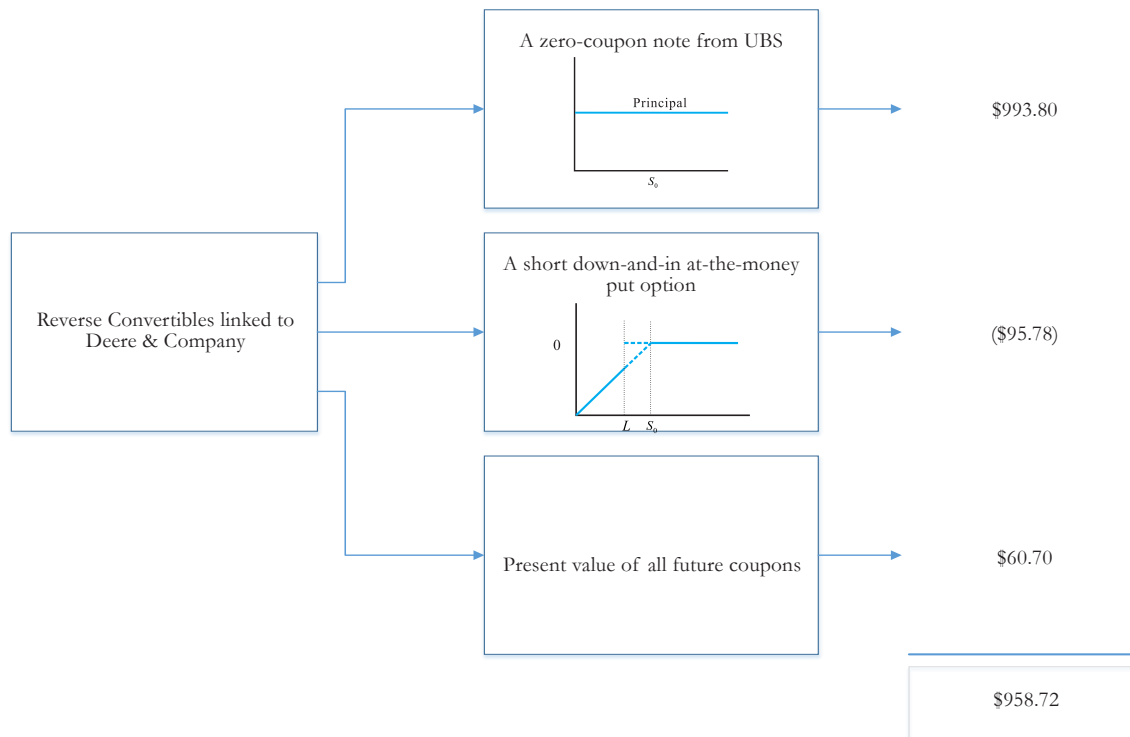 A zero-coupon note from UBS
Principal
S₀
$993.80
Reverse Convertibles linked to
Deere & Company
A short down-and-in at-the-money
put option
0
L S₀
($95.78)
Present value of all future coupons
$60.70
$958.72